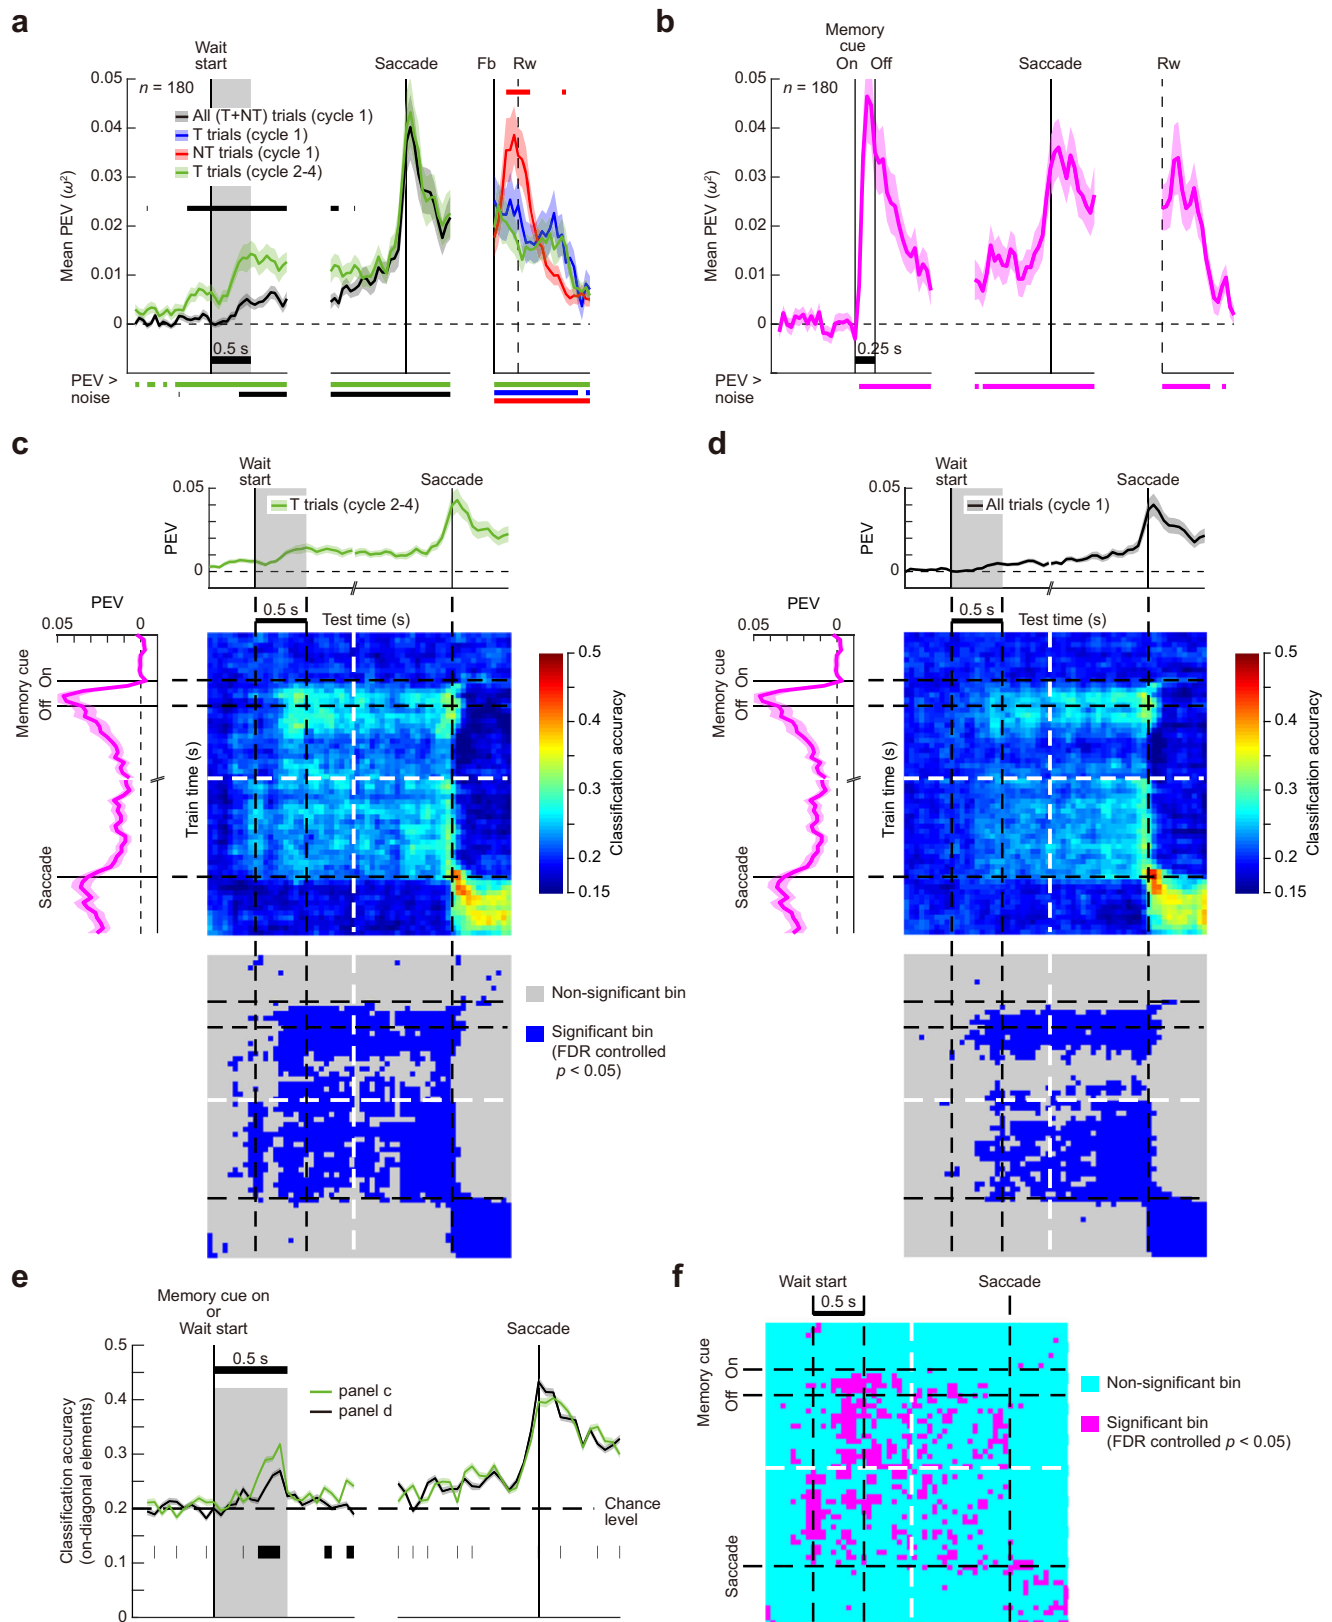 a
Wait
start
Saccade
Fb
Rw
0.05
0.04
0.03
0.02
0.01
0
Mean PEV (ω²)
n = 180
All (T+NT) trials (cycle 1)
T trials (cycle 1)
NT trials (cycle 1)
T trials (cycle 2-4)
0.5 s
PEV >
noise
b
Memory
cue
On
Off
Saccade
Rw
0.05
0.04
0.03
0.02
0.01
0
Mean PEV (ω²)
n = 180
0.25 s
PEV >
noise
c
Wait
start
Saccade
0.05
0
PEV
T trials (cycle 2-4)
PEV
0.05
0
0.5 s
Test time (s)
Memory cue
On
Off
Saccade
Train time (s)
0.5
0.4
0.3
0.2
0.15
Classification accuracy
Non-significant bin
Significant bin
(FDR controlled
p < 0.05)
d
Wait
start
Saccade
0.05
0
PEV
All trials (cycle 1)
PEV
0.05
0
0.5 s
Test time (s)
Memory cue
On
Off
Saccade
Train time (s)
0.5
0.4
0.3
0.2
0.15
Classification accuracy
e
Memory cue on
or
Wait start
Saccade
0.5
0.4
0.3
0.2
0.1
0
Classification accuracy
(on-diagonal elements)
0.5 s
panel c
panel d
Chance
level
f
Wait start
Saccade
0.5 s
Memory cue
On
Off
Saccade
Non-significant bin
Significant bin
(FDR controlled p < 0.05)